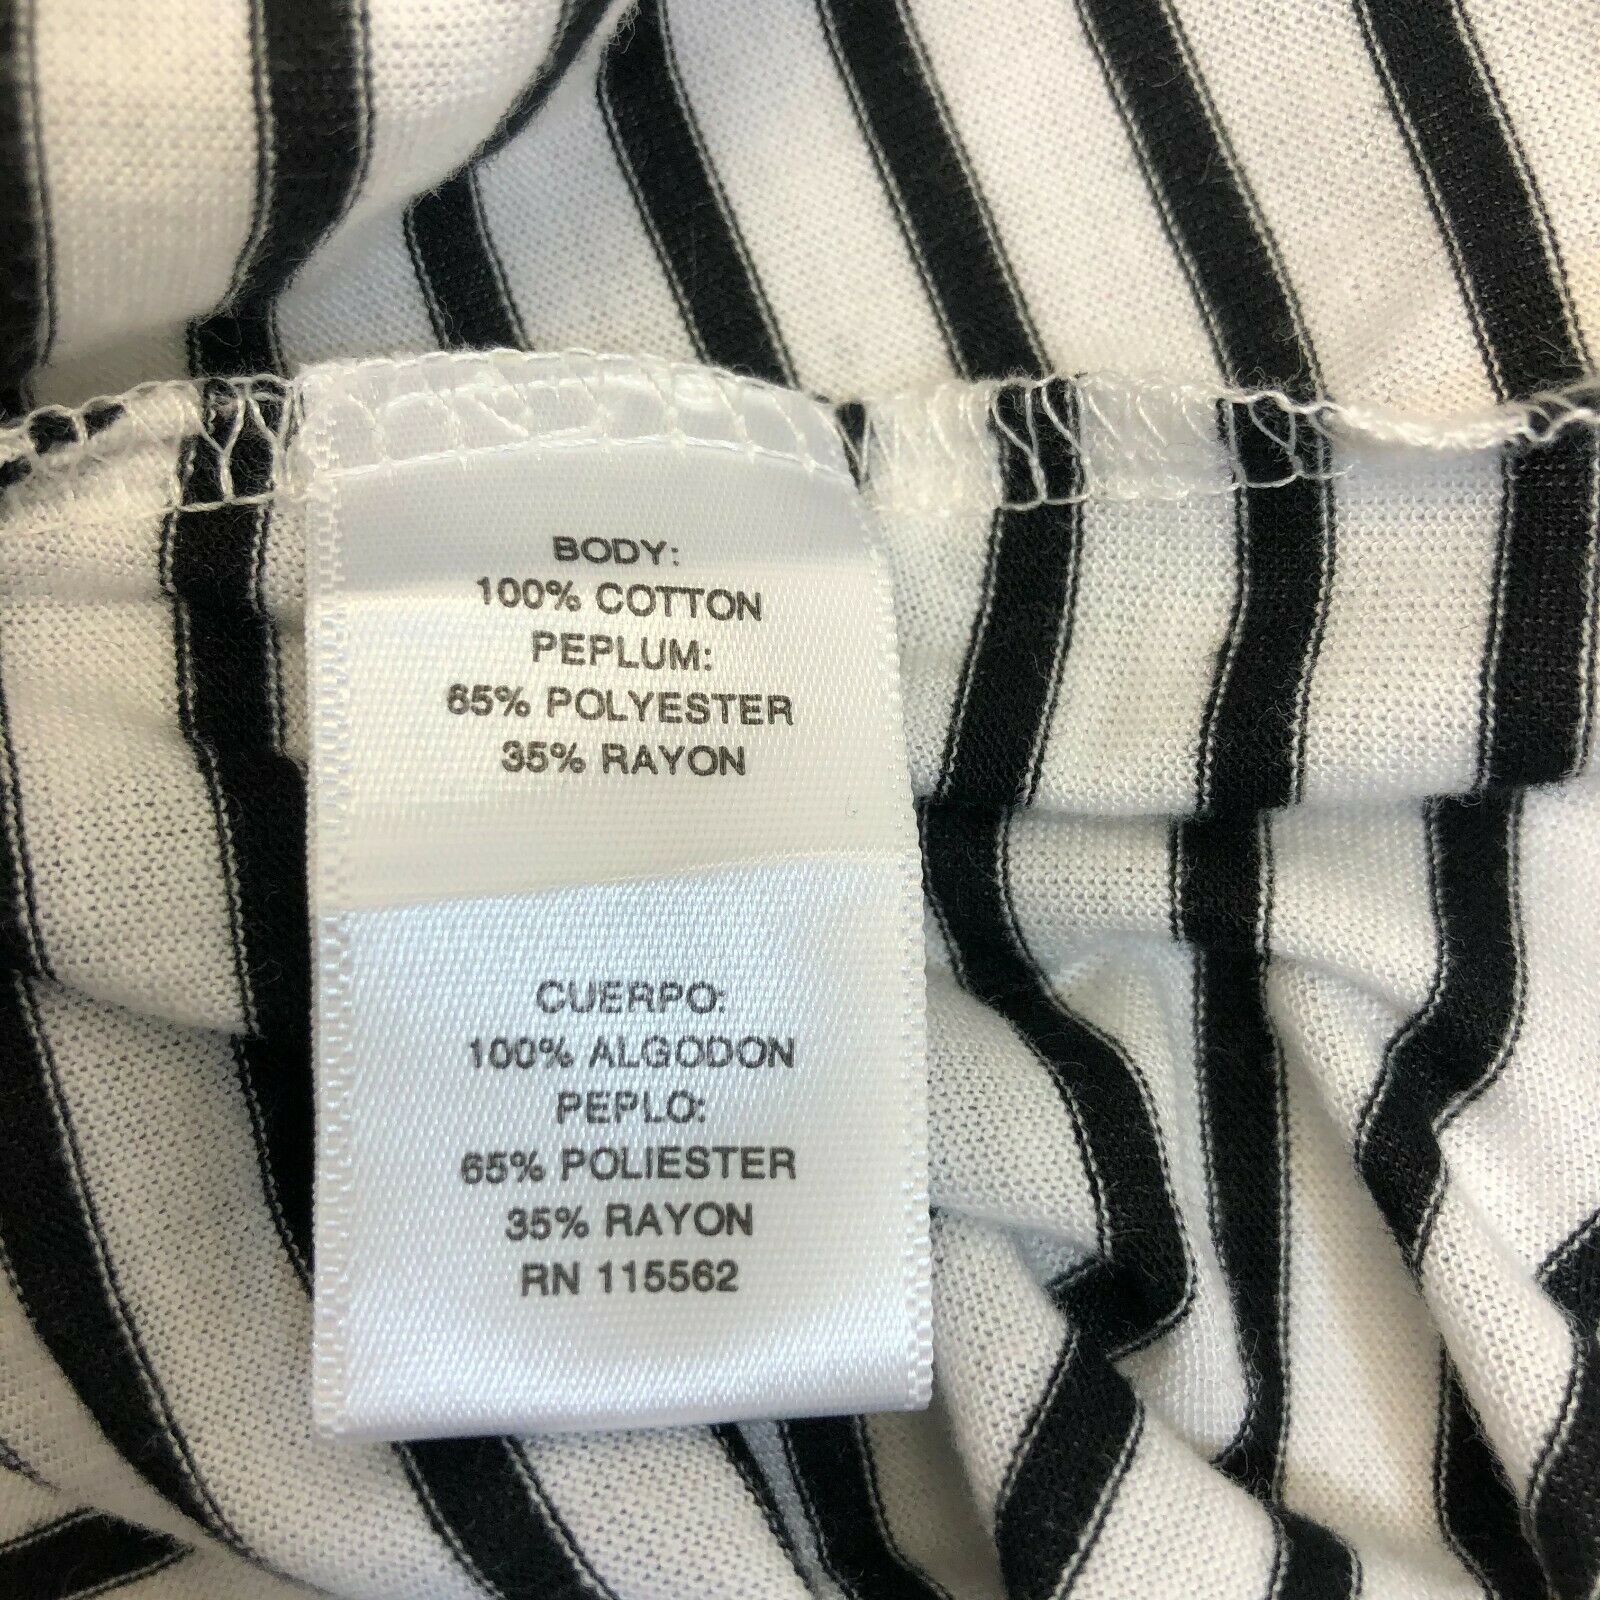 BODY:
100% COTTON
PEPLUM:
65% POLYESTER
35% RAYON
CUERPO:
100% ALGODON
PEPLO:
65% POLIESTER
35% RAYON
RN 115562